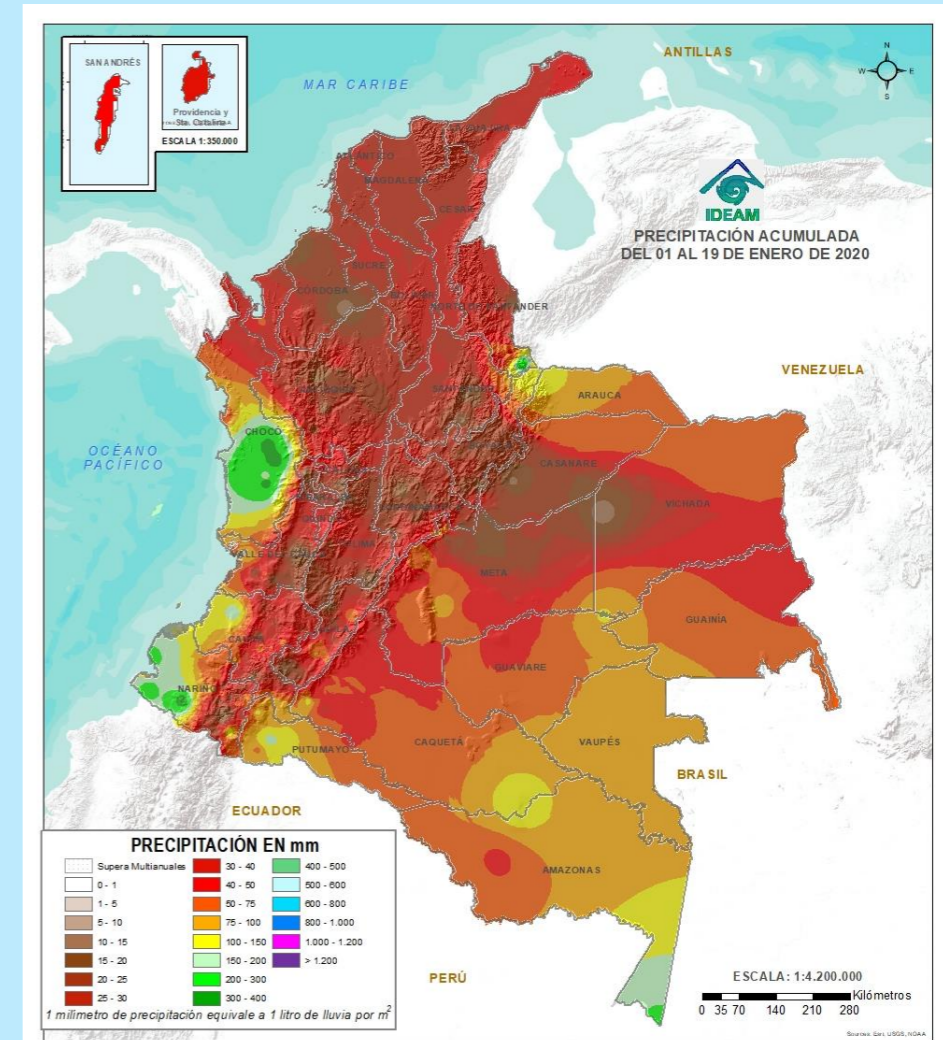 SAN ANDRÉS
Providencia y
Sta. Catalina
ESCALA 1:350.000
ANTILLAS
N
W
E
S
MAR CARIBE
IDEAM
PRECIPITACIÓN ACUMULADA
DEL 01 AL 19 DE ENERO DE 2020
MAGDALENA
CESAR
SUCRE
CÓRDOBA
VENEZUELA
ARAUCA
CHOCÓ
OCÉANO
PACÍFICO
CASANARE
VICHADA
META
GUAINÍA
GUAVIARE
NARIÑO
CAQUETÁ
VAUPÉS
PUTUMAYO
BRASIL
ECUADOR
AMAZONAS
PERÚ
PRECIPITACIÓN EN mm
Supera Multianuales
0 - 1
1 - 5
5 - 10
10 - 15
15 - 20
20 - 25
25 - 30
30 - 40
40 - 50
50 - 75
75 - 100
100 - 150
150 - 200
200 - 300
300 - 400
400 - 500
500 - 600
600 - 800
800 - 1.000
1.000 - 1.200
> 1.200
1 milimetro de precipitación equivale a 1 litro de lluvia por m²
ESCALA: 1:4.200.000
Kilómetros
0 35 70 140 210 280
Sources: Esri, USGS, NOAA